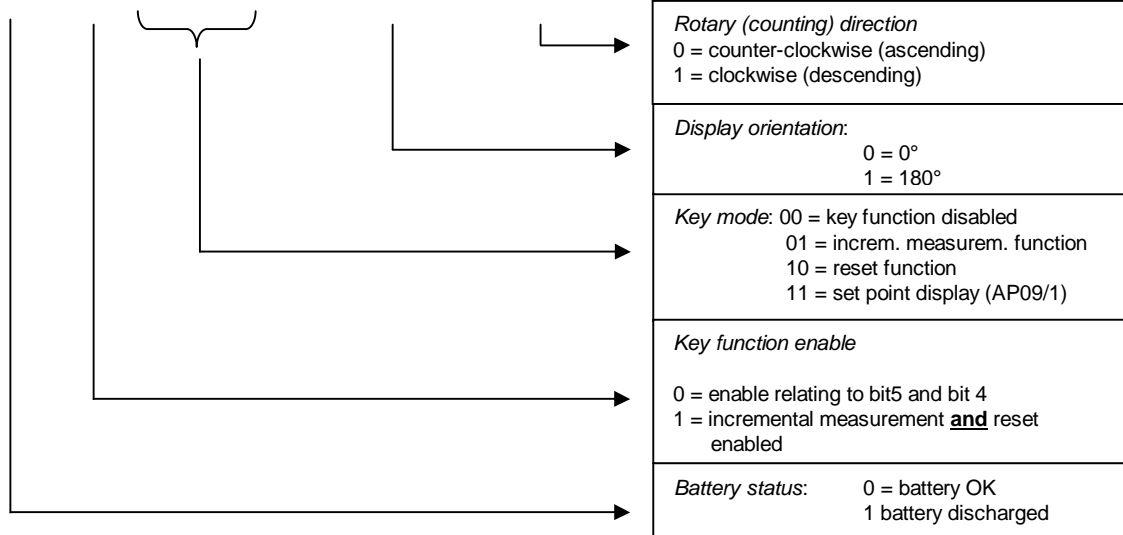 Rotary (counting) direction
0 = counter-clockwise (ascending)
1 = clockwise (descending)
Display orientation:
0 = 0°
1 = 180°
Key mode: 00 = key function disabled
01 = increm. measurem. function
10 = reset function
11 = set point display (AP09/1)
Key function enable
0 = enable relating to bit5 and bit 4
1 = incremental measurement and reset
enabled
Battery status: 0 = battery OK
1 battery discharged